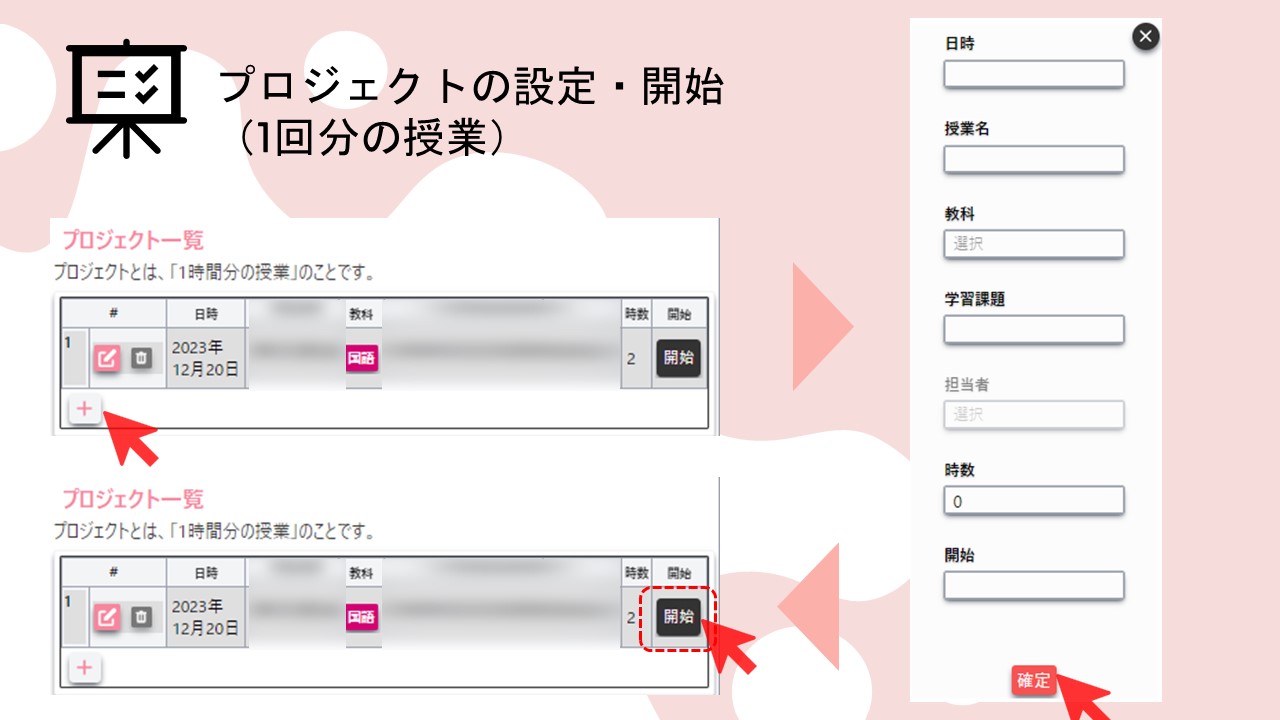 プロジェクトの設定・開始
（1回分の授業）
プロジェクト一覧
プロジェクトとは、「1時間分の授業」のことです。
# 日時 教科 時数 開始
1 2023年 国語 2 開始
12月20日
+
プロジェクト一覧
プロジェクトとは、「1時間分の授業」のことです。
# 日時 教科 時数 開始
1 2023年 国語 2 開始
12月20日
+
日時
授業名
教科
選択
学習課題
担当者
選択
時数
0
開始
確定